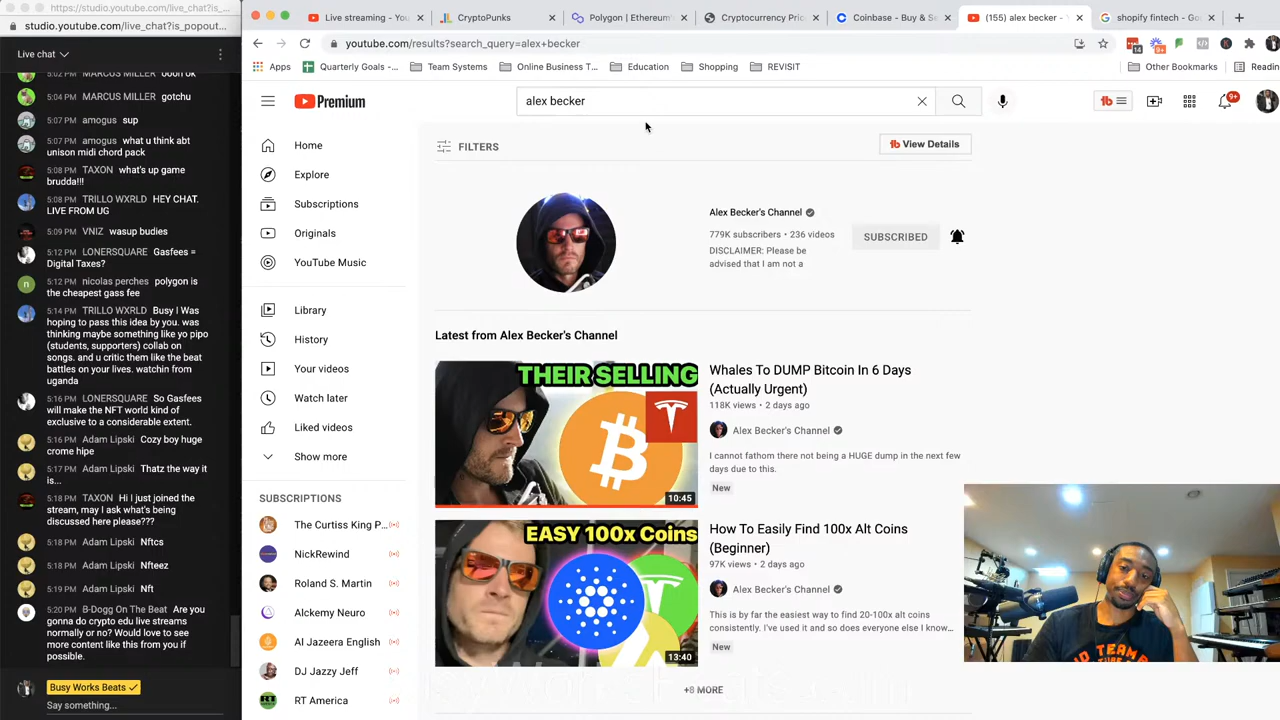 https://studio.youtube.com/live_chat?is_popout=...
studio.youtube.com/live_chat?is_popout...
Live chat
5:02 PM MARCUS MILLER oooh ok
5:04 PM MARCUS MILLER gotchu
5:07 PM amogus sup
5:07 PM amogus what u think abt
unison midi chord pack
5:08 PM TAXON what's up game
brudda!!!
5:08 PM TRILLO WXRLD HEY CHAT.
LIVE FROM UG
5:09 PM VNIZ wasup budies
5:12 PM LONERSQUARE Gasfees =
Digital Taxes?
5:12 PM nicolas perches polygon is
the cheapest gass fee
5:14 PM TRILLO WXRLD Busy I Was
hoping to pass this idea by you. was
thinking maybe something like yo pipo
(students, supporters) collab on
songs. and u critic them like the beat
battles on your lives. watchin from
uganda
5:16 PM LONERSQUARE So Gasfees
will make the NFT world kind of
exclusive to a considerable extent.
5:16 PM Adam Lipski Cozy boy huge
crome hipe
5:17 PM Adam Lipski Thatz the way it
is...
5:18 PM TAXON Hi I just joined the
stream, may I ask what's being
discussed here please???
5:18 PM Adam Lipski Nftcs
5:18 PM Adam Lipski Nfteez
5:19 PM Adam Lipski Nft
5:20 PM B-Dogg On The Beat Are you
gonna do crypto edu live streams
normally or no? Would love to see
more content like this from you if
possible.
Busy Works Beats
Say something...
Live streaming - You
CryptoPunks
Polygon | Ethereum'
Cryptocurrency Pric
Coinbase - Buy & Se
(155) alex becker -
shopify fintech - Go
youtube.com/results?search_query=alex+becker
14
9+
Apps
Quarterly Goals -...
Team Systems
Online Business T...
Education
Shopping
REVISIT
Other Bookmarks
Readin
Premium
alex becker
tb
9+
Home
Explore
Subscriptions
Originals
YouTube Music
Library
History
Your videos
Watch later
Liked videos
Show more
SUBSCRIPTIONS
The Curtiss King P...
NickRewind
Roland S. Martin
Alckemy Neuro
Al Jazeera English
DJ Jazzy Jeff
RT America
FILTERS
tb View Details
Alex Becker's Channel
779K subscribers • 236 videos
DISCLAIMER: Please be
advised that I am not a
SUBSCRIBED
Latest from Alex Becker's Channel
THEIR SELLING
10:45
Whales To DUMP Bitcoin In 6 Days
(Actually Urgent)
118K views • 2 days ago
Alex Becker's Channel
I cannot fathom there not being a HUGE dump in the next few
days due to this.
New
EASY 100x Coins
13:40
How To Easily Find 100x Alt Coins
(Beginner)
97K views • 2 days ago
Alex Becker's Channel
This is by far the easiest way to find 20-100x alt coins
consistently. I've used it and so does everyone else I know...
New
+8 MORE